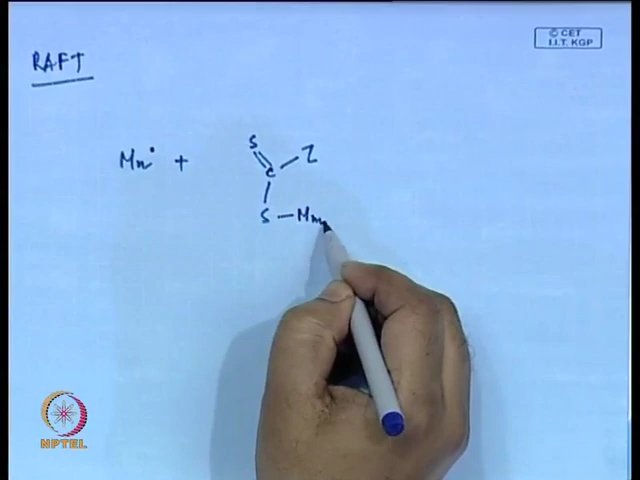 © CET
I.I.T. KGP
RAFT
S
Mn• + C Z
S — Mm
NPTEL